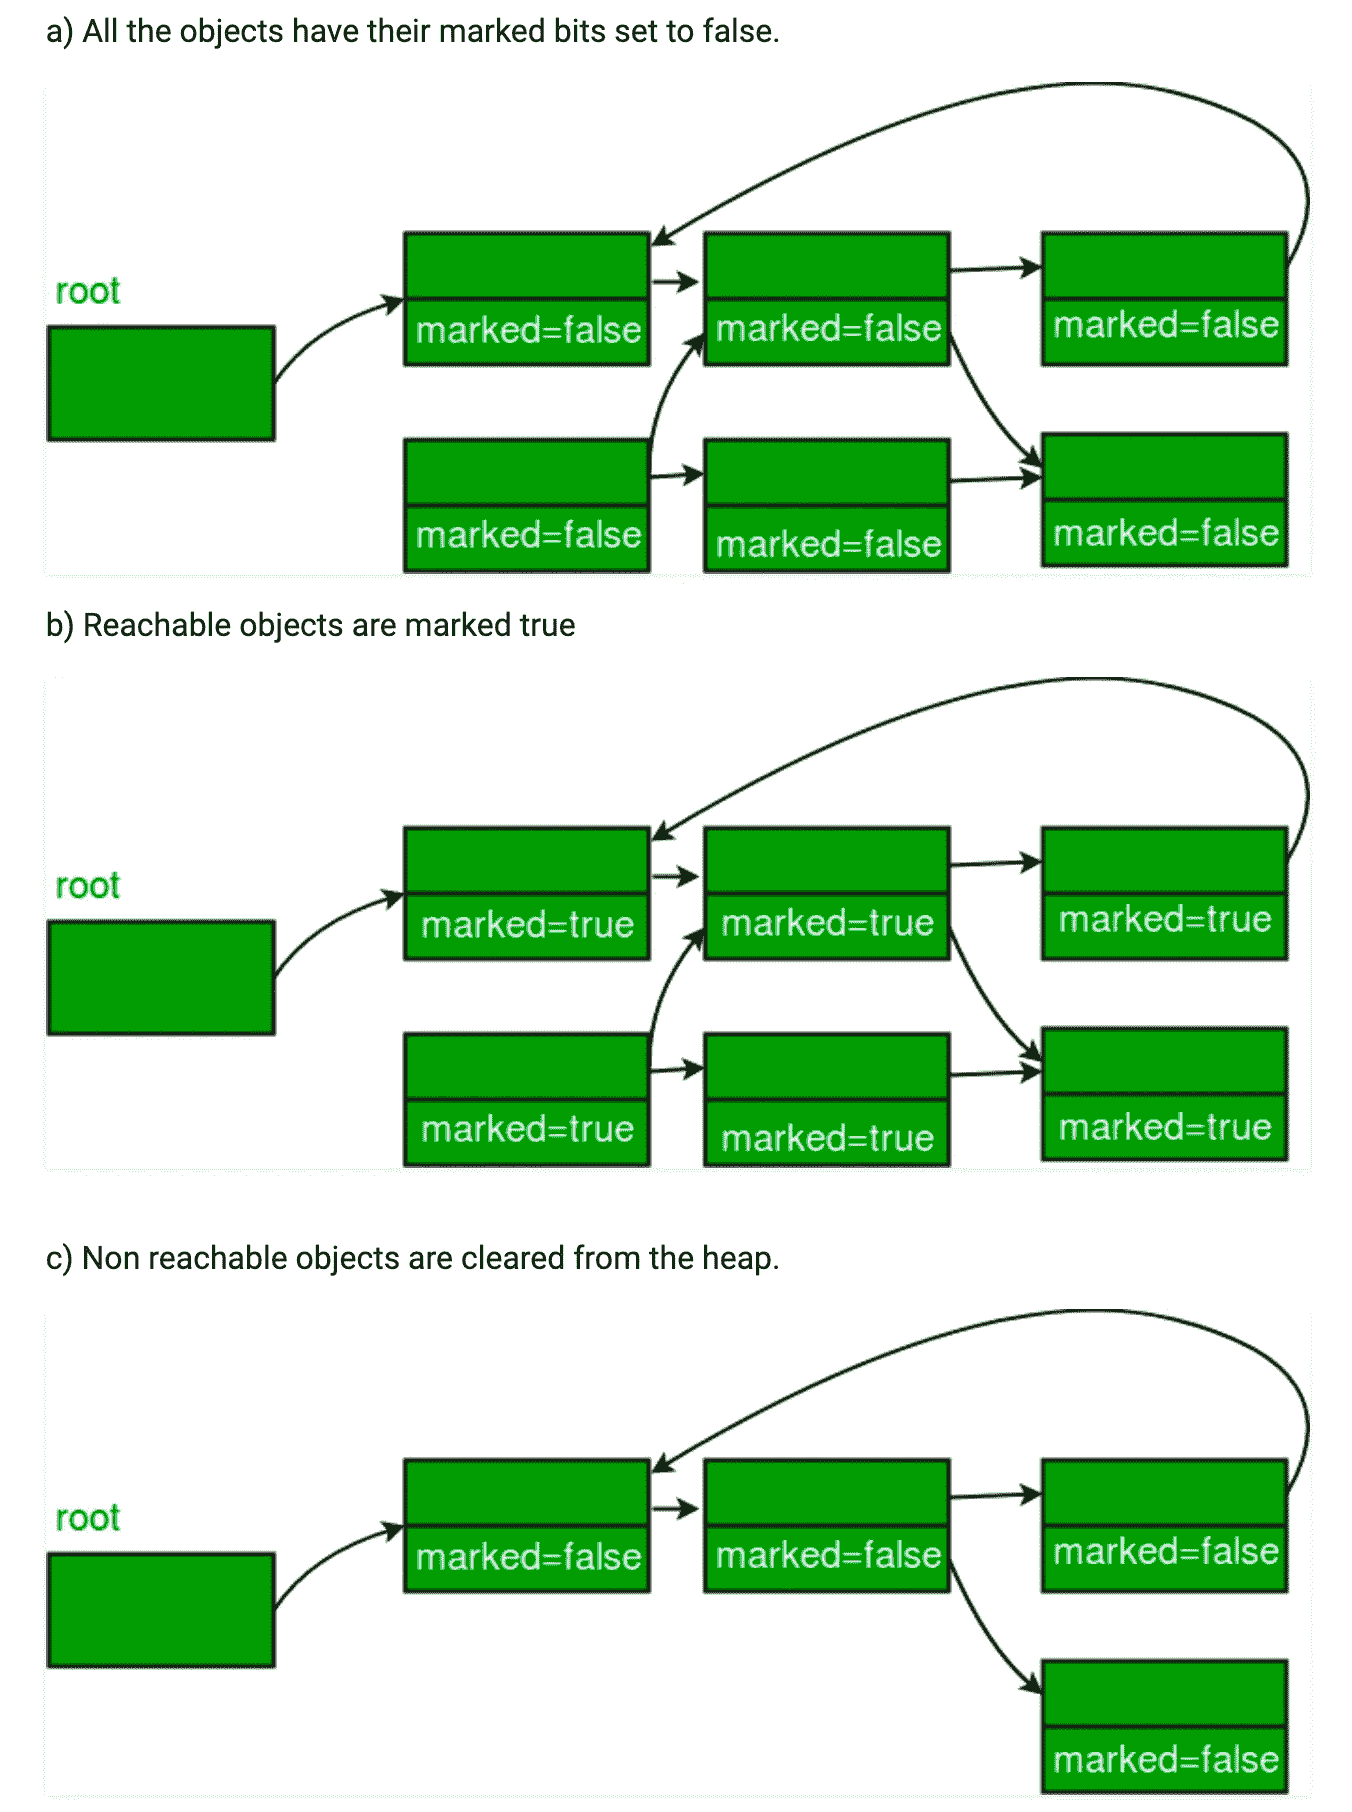 a) All the objects have their marked bits set to false.
root
marked=false
marked=false
marked=false
marked=false
marked=false
marked=false
b) Reachable objects are marked true
root
marked=true
marked=true
marked=true
marked=true
marked=true
marked=true
c) Non reachable objects are cleared from the heap.
root
marked=false
marked=false
marked=false
marked=false